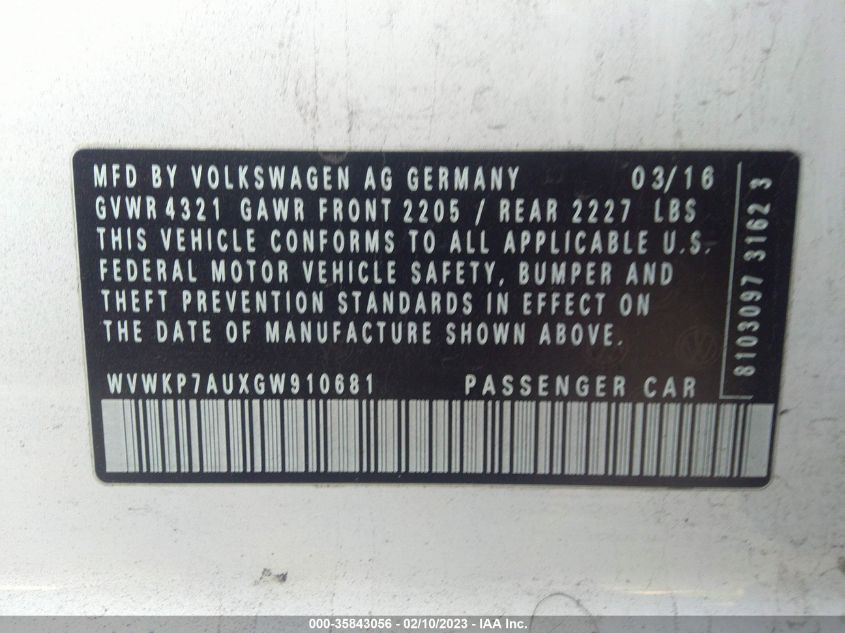 MFD BY VOLKSWAGEN AG GERMANY 03/16
GVWR 4321 GAWR FRONT 2205 / REAR 2227 LBS
THIS VEHICLE CONFORMS TO ALL APPLICABLE U.S.
FEDERAL MOTOR VEHICLE SAFETY, BUMPER AND
THEFT PREVENTION STANDARDS IN EFFECT ON
THE DATE OF MANUFACTURE SHOWN ABOVE.
WVWKP7AUXGW910681 PASSENGER CAR
8103097 3162 3
000-35843056 - 02/10/2023 - IAA Inc.